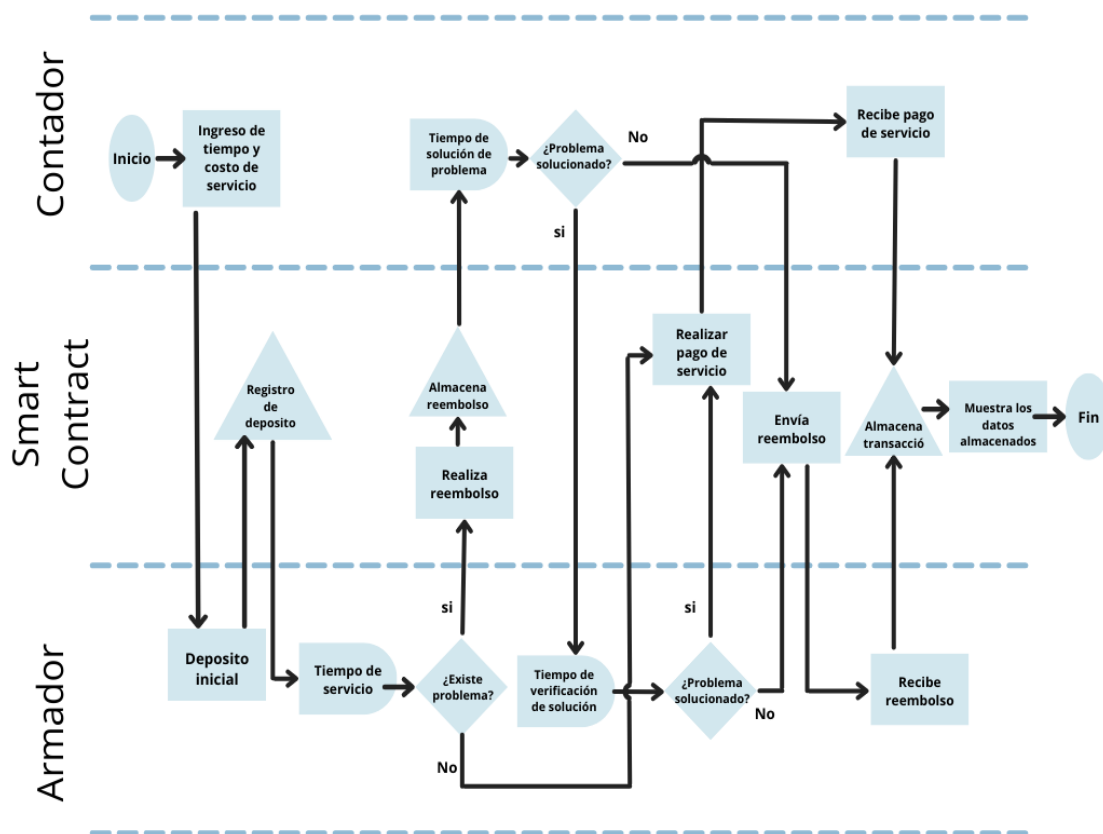 Contador
Inicio
Ingreso de
tiempo y
costo de
servicio
Tiempo de
solución de
problema
¿Problema
solucionado?
No
si
Recibe pago
de servicio
Smart
Contract
Registro
de
deposito
Almacena
reembolso
Realiza
reembolso
Realizar
pago de
servicio
Envía
reembolso
Almacena
transacció
Muestra los
datos
almacenados
Fin
Armador
Deposito
inicial
Tiempo de
servicio
si
¿Existe
problema?
No
Tiempo de
verificación
de solución
si
¿Problema
solucionado?
No
Recibe
reembolso